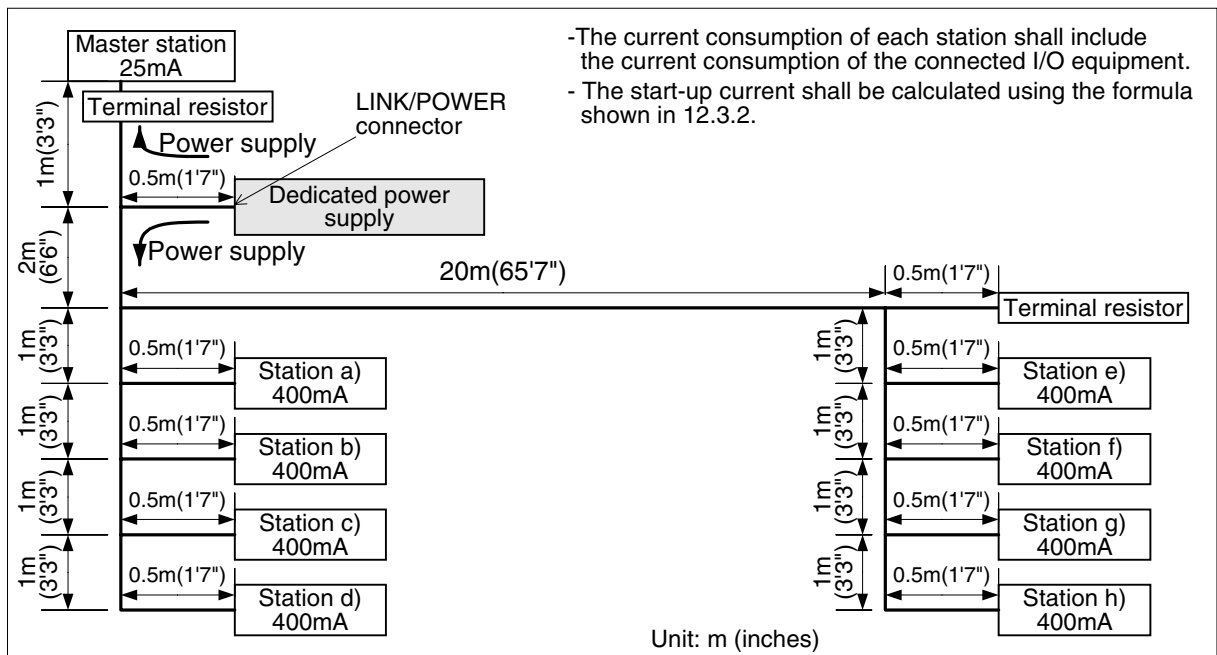 Master station
25mA
-The current consumption of each station shall include
the current consumption of the connected I/O equipment.
- The start-up current shall be calculated using the formula
shown in 12.3.2.
Terminal resistor
LINK/POWER
connector
1m(3'3")
Power supply
0.5m(1'7")
Dedicated power
supply
Power supply
2m
(6'6")
20m(65'7")
0.5m(1'7")
Terminal resistor
1m
(3'3")
0.5m(1'7")
Station a)
400mA
1m
(3'3")
0.5m(1'7")
Station b)
400mA
1m
(3'3")
0.5m(1'7")
Station c)
400mA
1m
(3'3")
0.5m(1'7")
Station d)
400mA
1m
(3'3")
0.5m(1'7")
Station e)
400mA
1m
(3'3")
0.5m(1'7")
Station f)
400mA
1m
(3'3")
0.5m(1'7")
Station g)
400mA
1m
(3'3")
0.5m(1'7")
Station h)
400mA
Unit: m (inches)